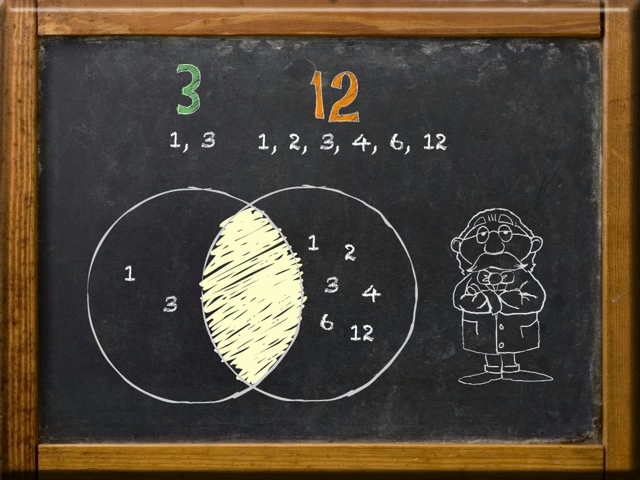 3 12
1, 3 1, 2, 3, 4, 6, 12
1 2
1 3 4
3 6 12